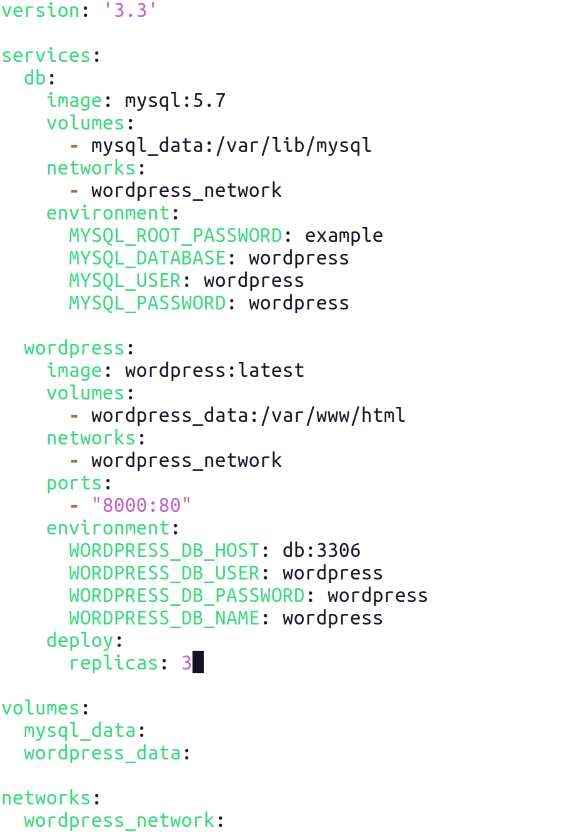 version: '3.3'
services:
  db:
    image: mysql:5.7
    volumes:
      - mysql_data:/var/lib/mysql
    networks:
      - wordpress_network
    environment:
      MYSQL_ROOT_PASSWORD: example
      MYSQL_DATABASE: wordpress
      MYSQL_USER: wordpress
      MYSQL_PASSWORD: wordpress
  wordpress:
    image: wordpress:latest
    volumes:
      - wordpress_data:/var/www/html
    networks:
      - wordpress_network
    ports:
      - "8000:80"
    environment:
      WORDPRESS_DB_HOST: db:3306
      WORDPRESS_DB_USER: wordpress
      WORDPRESS_DB_PASSWORD: wordpress
      WORDPRESS_DB_NAME: wordpress
    deploy:
      replicas: 3
volumes:
  mysql_data:
  wordpress_data:
networks:
  wordpress_network: